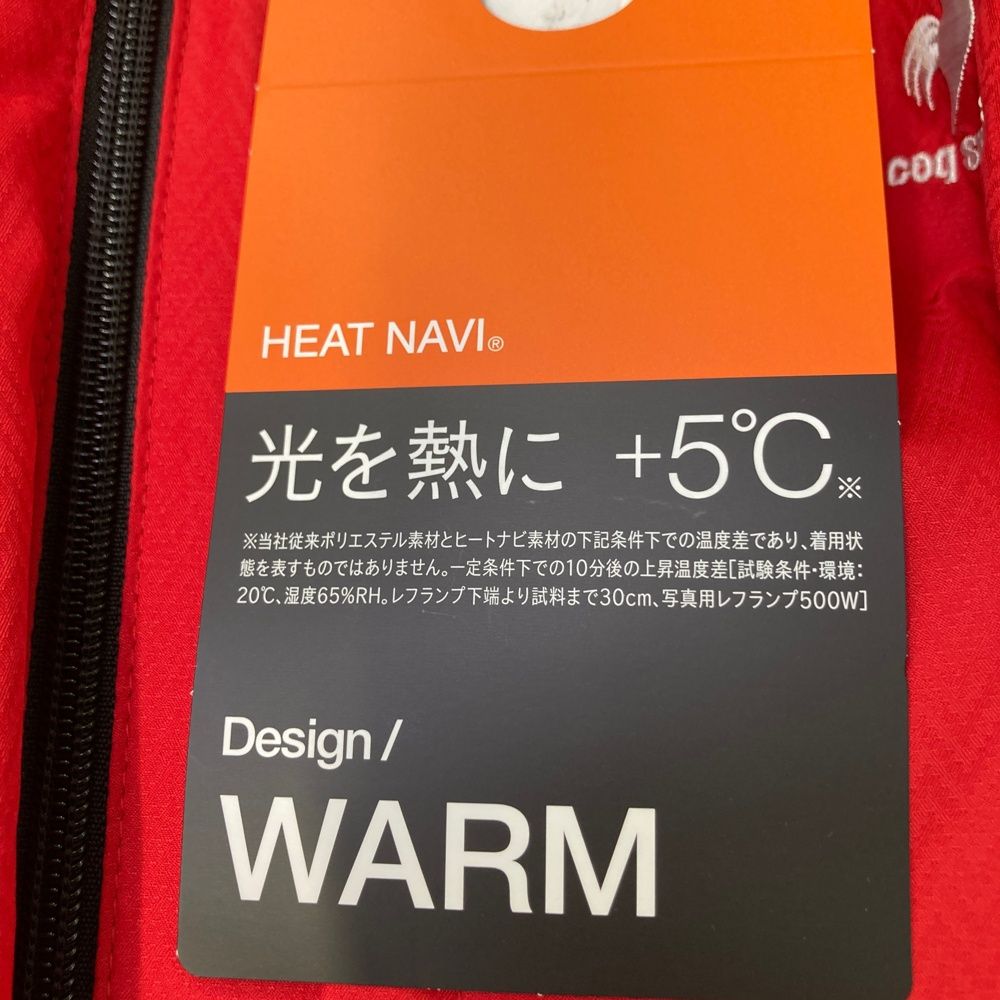 coq
HEAT NAVI®
光を熱に +5℃※
※当社従来ポリエステル素材とヒートナビ素材の下記条件下での温度差であり、着用状
態を表すものではありません。一定条件下での10分後の上昇温度差[試験条件・環境:
20℃、湿度65%RH。レフランプ下端より試料まで30cm、写真用レフランプ500W]
Design /
WARM